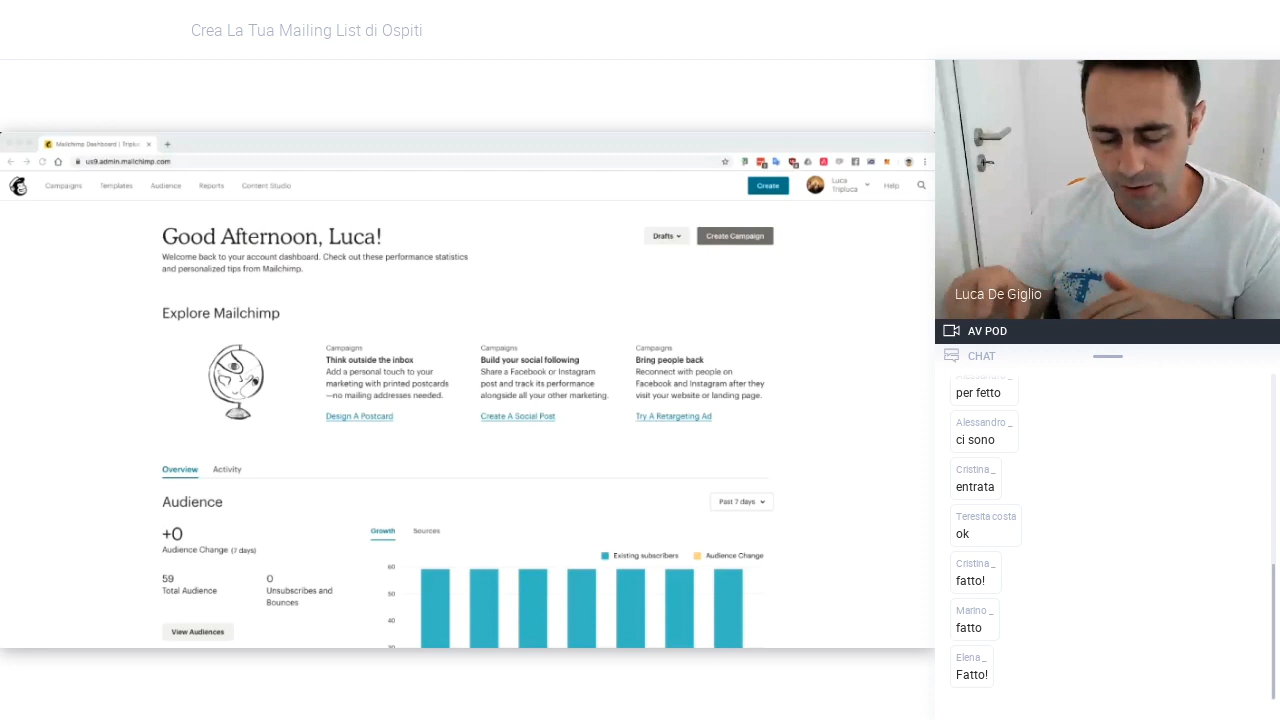 Crea La Tua Mailing List di Ospiti
Mailchimp Dashboard | Triplu
us9.admin.mailchimp.com
Campaigns
Templates
Audience
Reports
Content Studio
Create
Luca
Tripluca
Help
Good Afternoon, Luca!
Drafts
Create Campaign
Welcome back to your account dashboard. Check out these performance statistics
and personalized tips from Mailchimp.
Explore Mailchimp
Campaigns
Think outside the inbox
Add a personal touch to your
marketing with printed postcards
—no mailing addresses needed.
Design A Postcard
Campaigns
Build your social following
Share a Facebook or Instagram
post and track its performance
alongside all your other marketing.
Create A Social Post
Campaigns
Bring people back
Reconnect with people on
Facebook and Instagram after they
visit your website or landing page.
Try A Retargeting Ad
Overview
Activity
Audience
Past 7 days
+0
Audience Change (7 days)
59
Total Audience
0
Unsubscribes and
Bounces
View Audiences
Growth
Sources
Existing subscribers
Audience Change
60
50
40
30
Luca De Giglio
AV POD
CHAT
Alessandro _
per fetto
Alessandro _
ci sono
Cristina _
entrata
Teresita costa
ok
Cristina _
fatto!
Marino _
fatto
Elena _
Fatto!